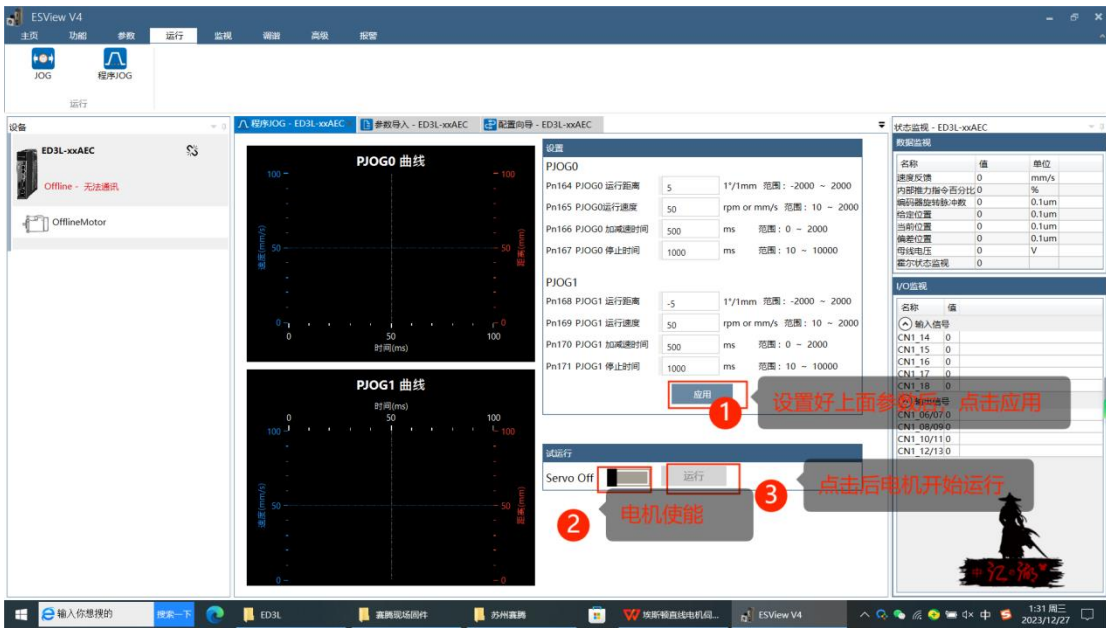 ESView V4
主页 功能 参数 运行 监视 调谐 高级 报警
JOG 程序JOG
运行
设备
ED3L-xxAEC
Offline - 无法通讯
OfflineMotor
程序JOG - ED3L-xxAEC 参数导入 - ED3L-xxAEC 配置向导 - ED3L-xxAEC
PJOG0 曲线
100 100
速度(mm/s) 50 50 距离(mm)
0 0
0 50 100
时间(ms)
PJOG1 曲线
时间(ms)
0 50 100
100 100
速度(mm/s) 50 50 距离(mm)
0 0
设置
PJOG0
Pn164 PJOG0 运行距离 5 1°/1mm 范围: -2000 ~ 2000
Pn165 PJOG0运行速度 50 rpm or mm/s 范围: 10 ~ 2000
Pn166 PJOG0 加减速时间 500 ms 范围: 0 ~ 2000
Pn167 PJOG0 停止时间 1000 ms 范围: 10 ~ 10000
PJOG1
Pn168 PJOG1 运行距离 -5 1°/1mm 范围: -2000 ~ 2000
Pn169 PJOG1 运行速度 50 rpm or mm/s 范围: 10 ~ 2000
Pn170 PJOG1 加减速时间 500 ms 范围: 0 ~ 2000
Pn171 PJOG1 停止时间 1000 ms 范围: 10 ~ 10000
应用
1 设置好上面参数后,点击应用
试运行
Servo Off 运行
2 电机使能
3 点击后电机开始运行
状态监视 - ED3L-xxAEC
数据监视
名称 值 单位
速度反馈 0 mm/s
内部推力指令百分比 0 %
编码器旋转脉冲数 0 0.1um
给定位置 0 0.1um
当前位置 0 0.1um
偏差位置 0 0.1um
母线电压 0 V
霍尔状态监视 0
I/O监视
名称 值
输入信号
CN1_14 0
CN1_15 0
CN1_16 0
CN1_17 0
CN1_18 0
输出信号
CN1_06/07 0
CN1_08/09 0
CN1_10/11 0
CN1_12/13 0
输入你想搜的 搜索一下 ED3L 赛腾现场固件 苏州赛腾 埃斯顿直线电机伺... ESView V4 中 1:31 周三
2023/12/27